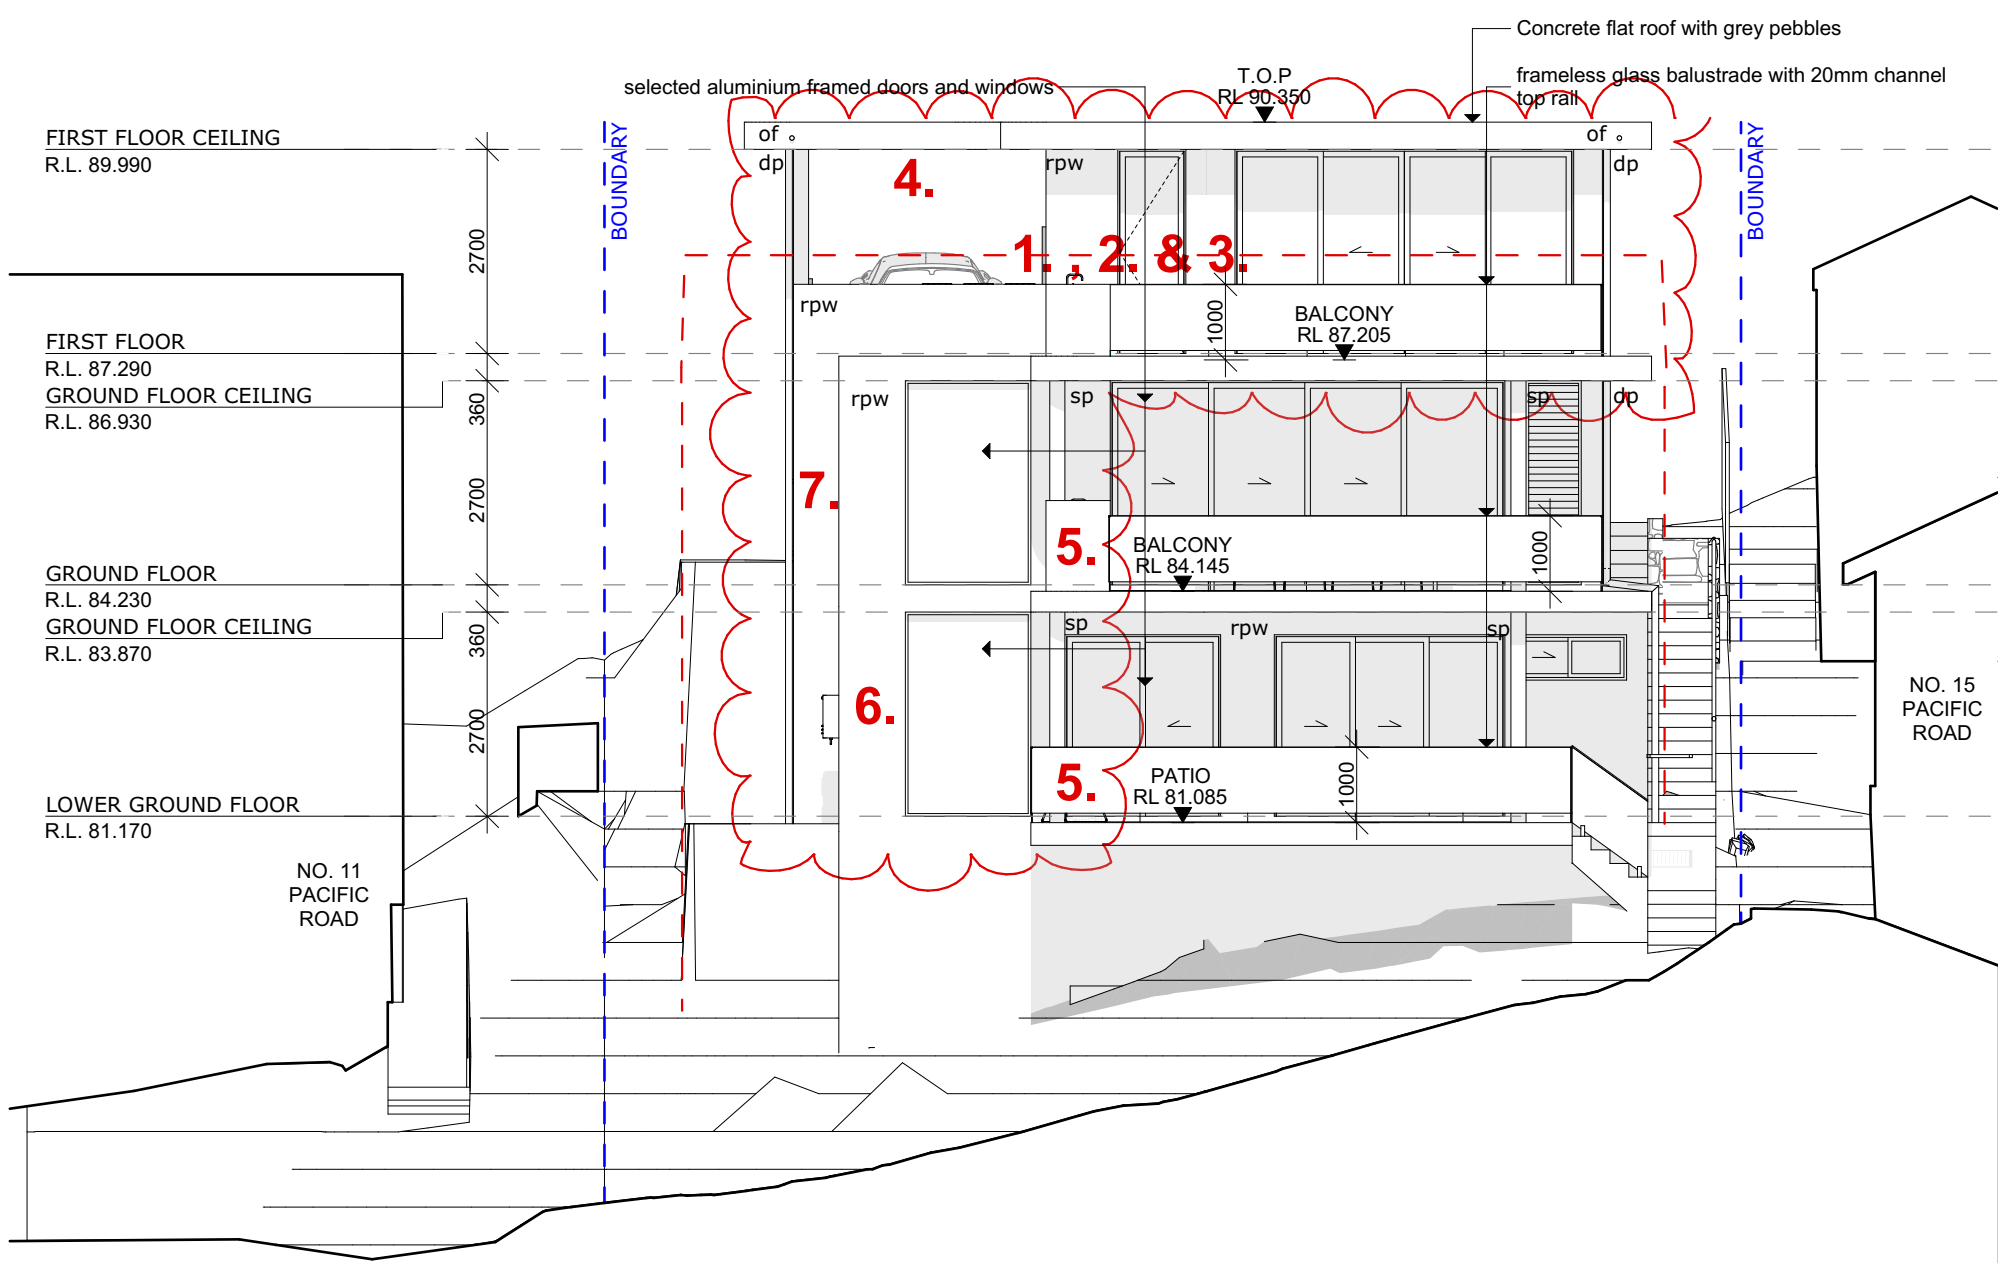 Concrete flat roof with grey pebbles
selected aluminium framed doors and windows
T.O.P
RL 90.350
frameless glass balustrade with 20mm channel
top rail
FIRST FLOOR CEILING
R.L. 89.990
BOUNDARY
of
of
BOUNDARY
dp
4.
rpw
dp
2700
1. , 2. & 3.
rpw
1000
BALCONY
RL 87.205
FIRST FLOOR
R.L. 87.290
GROUND FLOOR CEILING
R.L. 86.930
360
rpw
sp
sp
dp
2700
7.
5.
BALCONY
RL 84.145
1000
GROUND FLOOR
R.L. 84.230
GROUND FLOOR CEILING
R.L. 83.870
360
sp
rpw
sp
2700
6.
NO. 15
PACIFIC
ROAD
5.
PATIO
RL 81.085
1000
LOWER GROUND FLOOR
R.L. 81.170
NO. 11
PACIFIC
ROAD